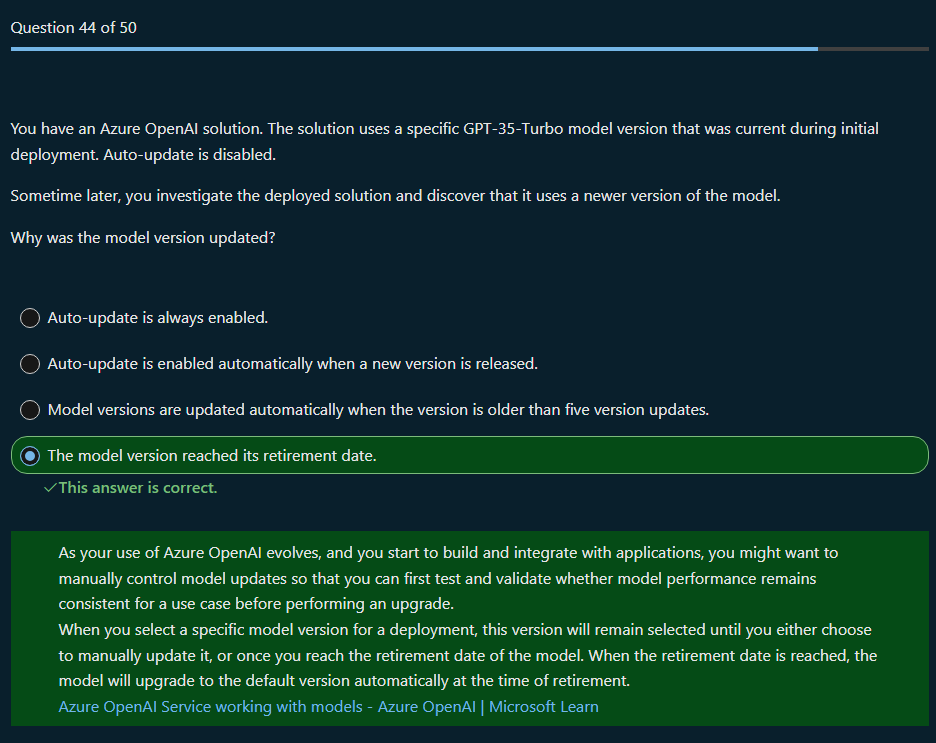 Question 44 of 50
You have an Azure OpenAI solution. The solution uses a specific GPT-35-Turbo model version that was current during initial
deployment. Auto-update is disabled.
Sometime later, you investigate the deployed solution and discover that it uses a newer version of the model.
Why was the model version updated?
Auto-update is always enabled.
Auto-update is enabled automatically when a new version is released.
Model versions are updated automatically when the version is older than five version updates.
The model version reached its retirement date.
✓This answer is correct.
As your use of Azure OpenAI evolves, and you start to build and integrate with applications, you might want to
manually control model updates so that you can first test and validate whether model performance remains
consistent for a use case before performing an upgrade.
When you select a specific model version for a deployment, this version will remain selected until you either choose
to manually update it, or once you reach the retirement date of the model. When the retirement date is reached, the
model will upgrade to the default version automatically at the time of retirement.
Azure OpenAI Service working with models - Azure OpenAI | Microsoft Learn